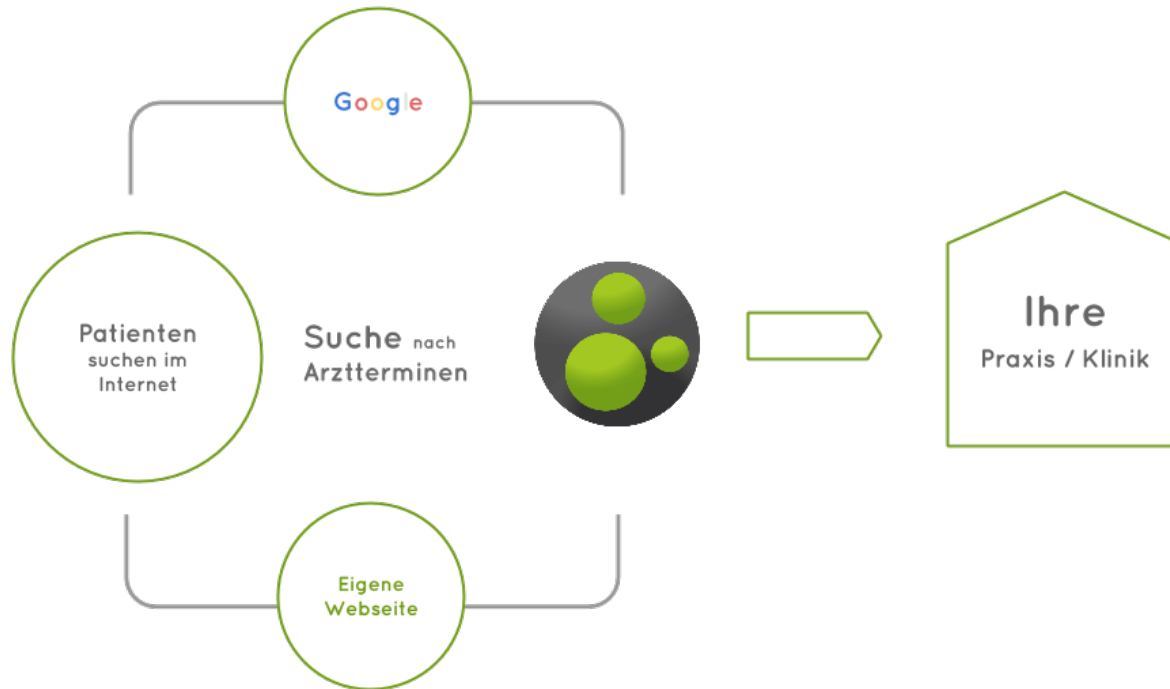 Google
Patienten
suchen im
Internet
Suche nach
Arztterminen
Ihre
Praxis / Klinik
Eigene
Webseite